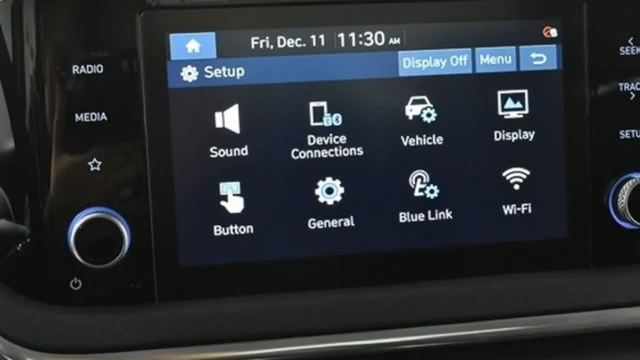 Fri, Dec. 11 11:30 AM
Setup Display Off Menu
RADIO
MEDIA
SEEK
TRACK
SETUP
Sound
Device
Connections
Vehicle
Display
Button
General
Blue Link
Wi-Fi